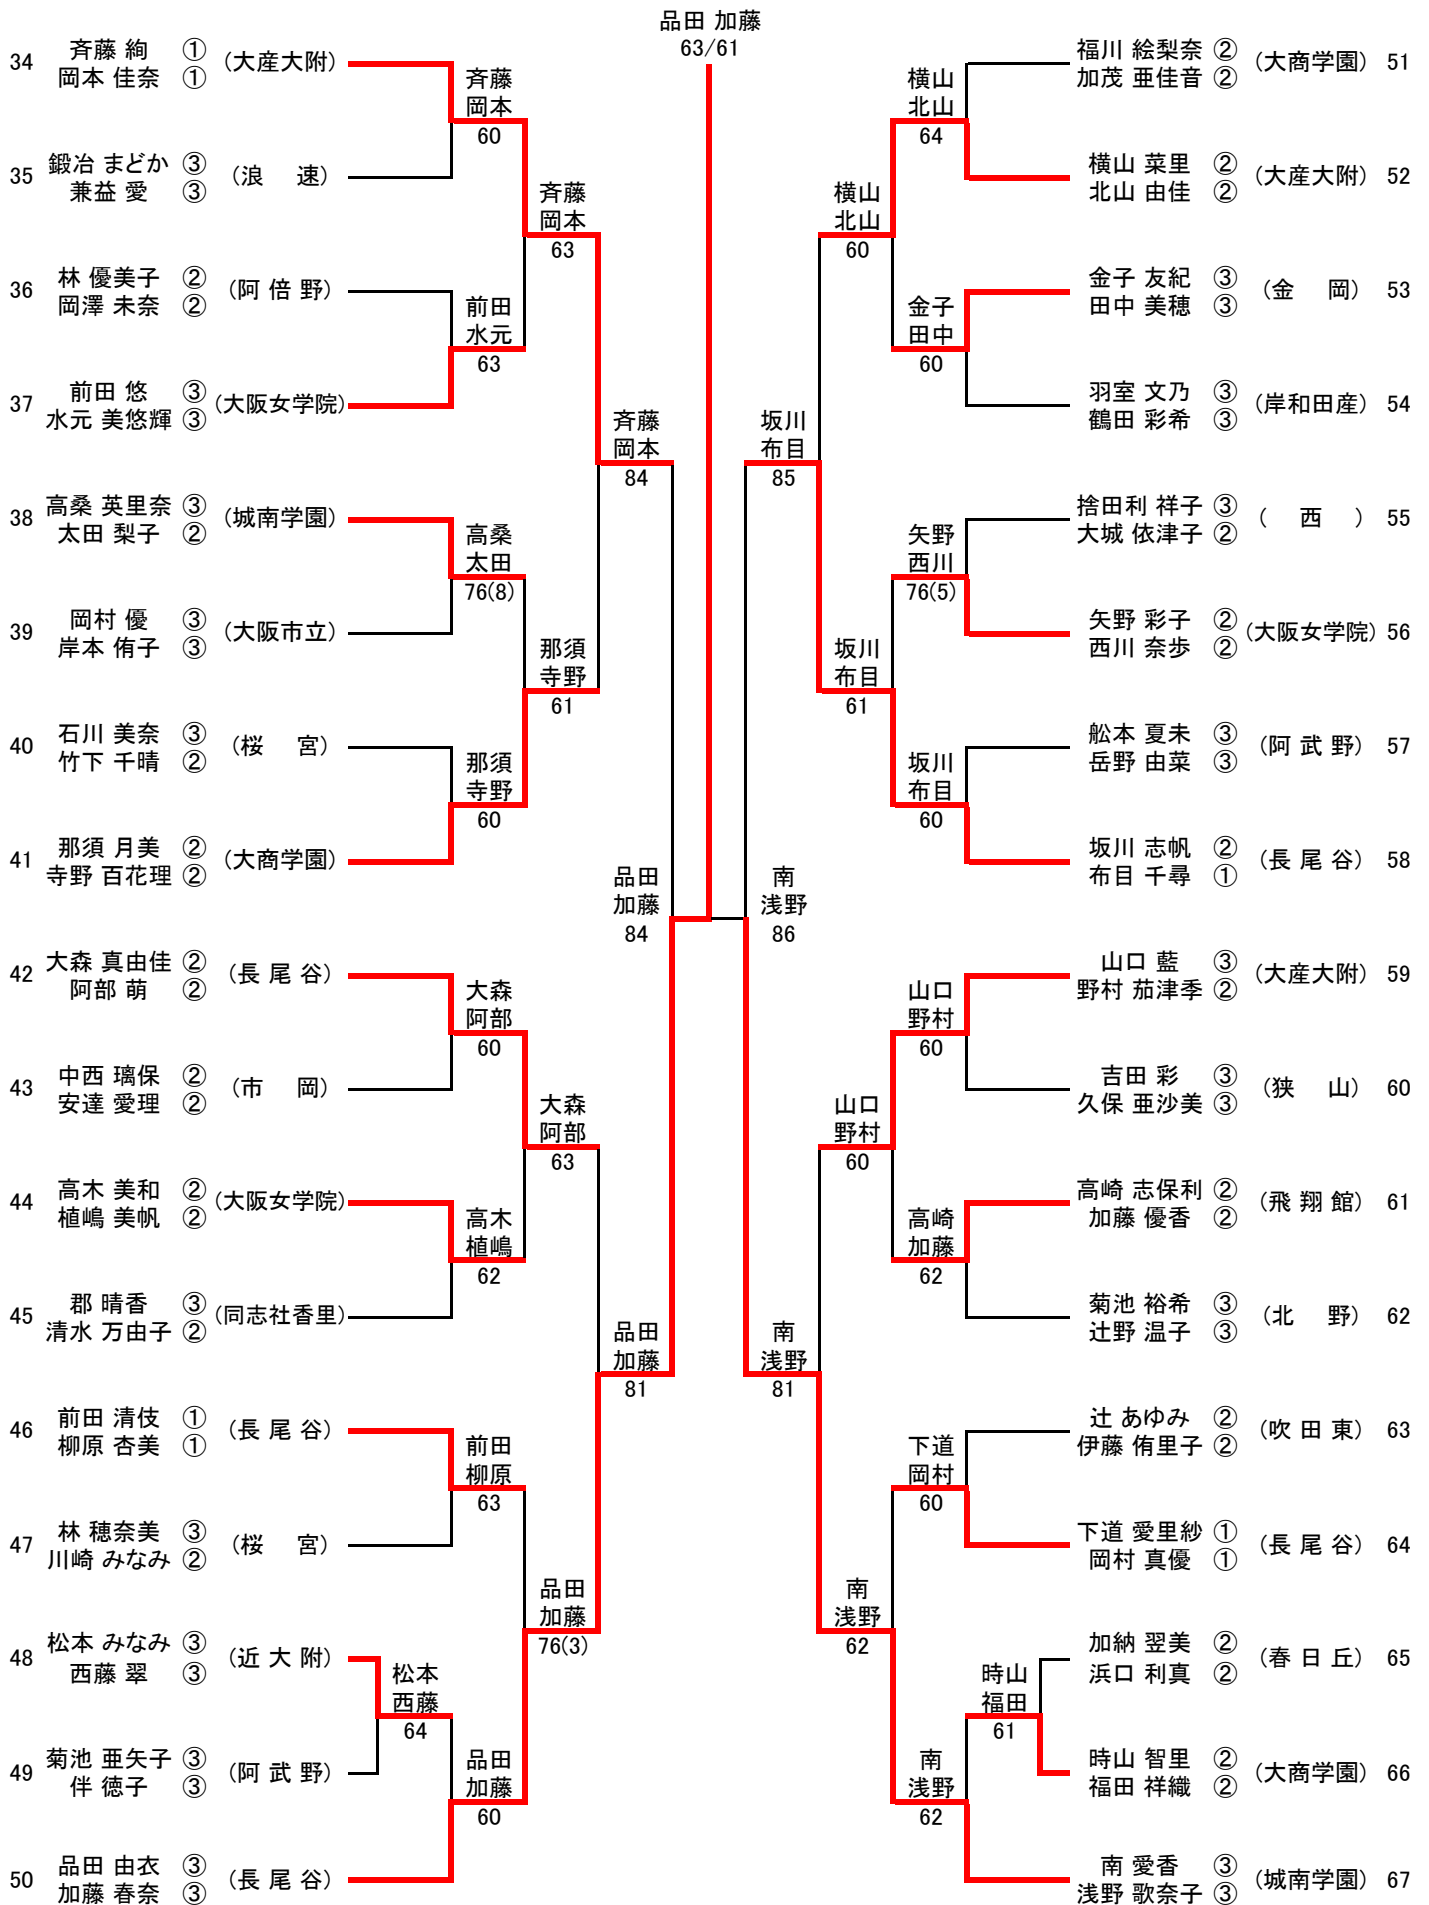 品田 加藤
63/61
34 斉藤 絢 ① (大産大附)
岡本 佳奈 ①
35 鍛冶 まどか ③ (浪 速)
兼益 愛 ③
36 林 優美子 ② (阿 倍 野)
岡澤 未奈 ②
37 前田 悠 ③ (大阪女学院)
水元 美悠輝 ③
38 高桑 英里奈 ③ (城南学園)
太田 梨子 ②
39 岡村 優 ③ (大阪市立)
岸本 侑子 ③
40 石川 美奈 ③ (桜 宮)
竹下 千晴 ②
41 那須 月美 ② (大商学園)
寺野 百花理 ②
42 大森 真由佳 ② (長 尾 谷)
阿部 萌 ②
43 中西 璃保 ② (市 岡)
安達 愛理 ②
44 高木 美和 ② (大阪女学院)
植嶋 美帆 ②
45 郡 晴香 ③ (同志社香里)
清水 万由子 ②
46 前田 清伎 ① (長 尾 谷)
柳原 杏美 ①
47 林 穂奈美 ③ (桜 宮)
川崎 みなみ ②
48 松本 みなみ ③ (近 大 附)
西藤 翠 ③
49 菊池 亜矢子 ③ (阿 武 野)
伴 徳子 ③
50 品田 由衣 ③ (長 尾 谷)
加藤 春奈 ③
斉藤
岡本
60
前田
水元
63
高桑
太田
76(8)
那須
寺野
60
大森
阿部
60
高木
植嶋
62
前田
柳原
63
松本
西藤
64
品田
加藤
60
斉藤
岡本
63
那須
寺野
61
大森
阿部
63
品田
加藤
76(3)
斉藤
岡本
84
品田
加藤
81
品田
加藤
84
南
浅野
86
坂川
布目
85
南
浅野
81
横山
北山
60
坂川
布目
61
山口
野村
60
南
浅野
62
横山
北山
64
金子
田中
60
矢野
西川
76(5)
坂川
布目
60
山口
野村
60
高崎
加藤
62
下道
岡村
60
時山
福田
61
南
浅野
62
福川 絵梨奈 ② (大商学園) 51
加茂 亜佳音 ②
横山 菜里 ② (大産大附) 52
北山 由佳 ②
金子 友紀 ③ (金 岡) 53
田中 美穂 ③
羽室 文乃 ③ (岸和田産) 54
鶴田 彩希 ③
捨田利 祥子 ③ ( 西 ) 55
大城 依津子 ②
矢野 彩子 ② (大阪女学院) 56
西川 奈歩 ②
舩本 夏未 ③ (阿 武 野) 57
岳野 由菜 ③
坂川 志帆 ② (長 尾 谷) 58
布目 千尋 ①
山口 藍 ③ (大産大附) 59
野村 茄津季 ②
吉田 彩 ③ (狭 山) 60
久保 亜沙美 ③
高崎 志保利 ② (飛 翔 館) 61
加藤 優香 ②
菊池 裕希 ③ (北 野) 62
辻野 温子 ③
辻 あゆみ ② (吹 田 東) 63
伊藤 侑里子 ②
下道 愛里紗 ① (長 尾 谷) 64
岡村 真優 ①
加納 翌美 ② (春 日 丘) 65
浜口 利真 ②
時山 智里 ② (大商学園) 66
福田 祥織 ②
南 愛香 ③ (城南学園) 67
浅野 歌奈子 ③